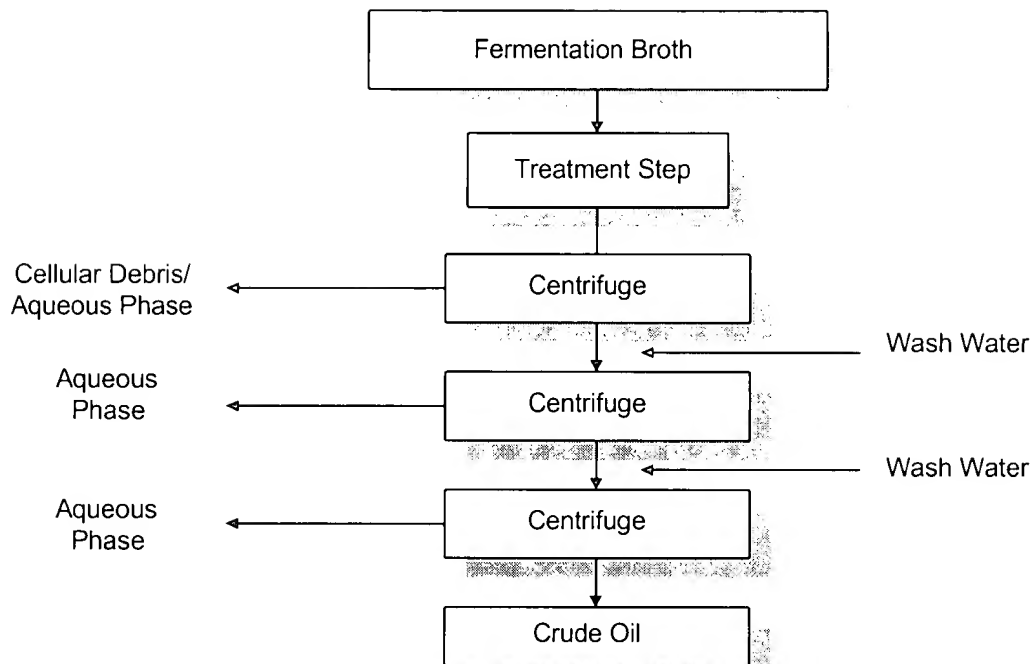 Fermentation Broth
Treatment Step
Cellular Debris/
Aqueous Phase
Centrifuge
Wash Water
Aqueous
Phase
Centrifuge
Wash Water
Aqueous
Phase
Centrifuge
Crude Oil